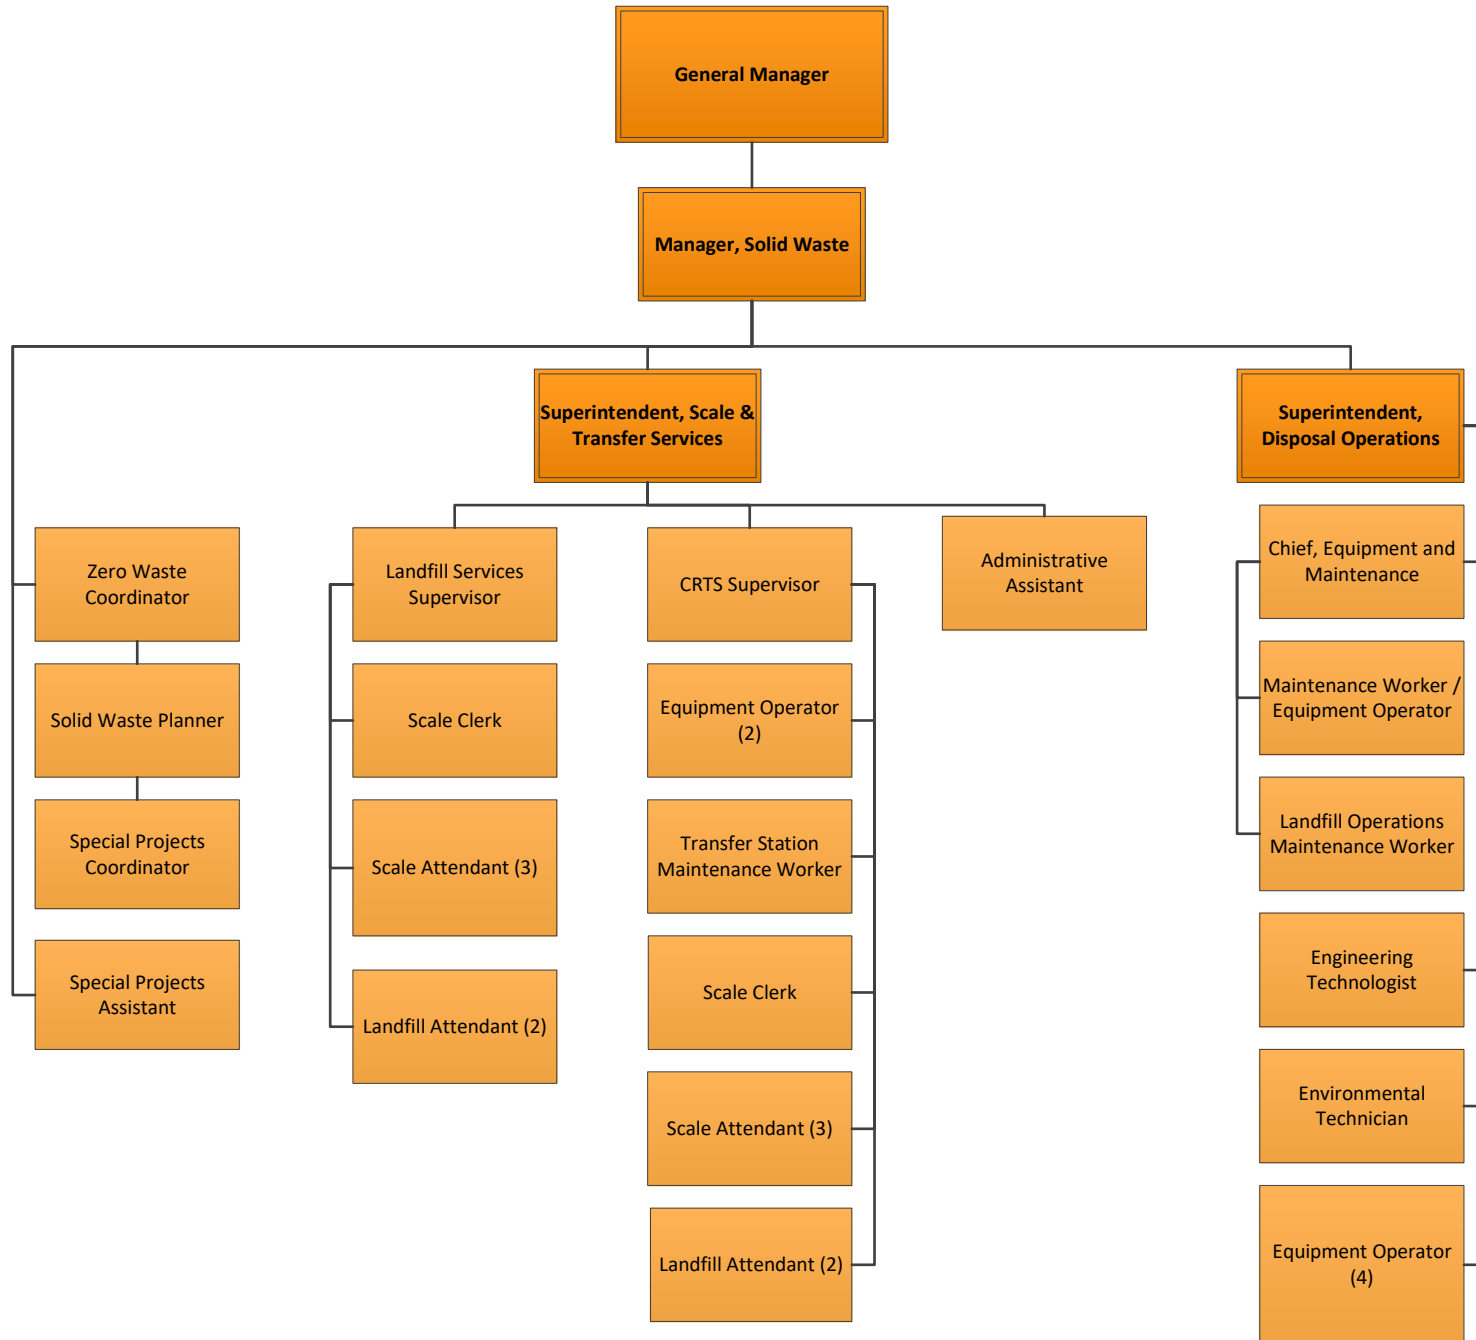 General Manager
Manager, Solid Waste
Superintendent, Scale &
Transfer Services
Superintendent,
Disposal Operations
Zero Waste
Coordinator
Solid Waste Planner
Special Projects
Coordinator
Special Projects
Assistant
Landfill Services
Supervisor
Scale Clerk
Scale Attendant (3)
Landfill Attendant (2)
CRTS Supervisor
Equipment Operator
(2)
Transfer Station
Maintenance Worker
Scale Clerk
Scale Attendant (3)
Landfill Attendant (2)
Administrative
Assistant
Chief, Equipment and
Maintenance
Maintenance Worker /
Equipment Operator
Landfill Operations
Maintenance Worker
Engineering
Technologist
Environmental
Technician
Equipment Operator
(4)